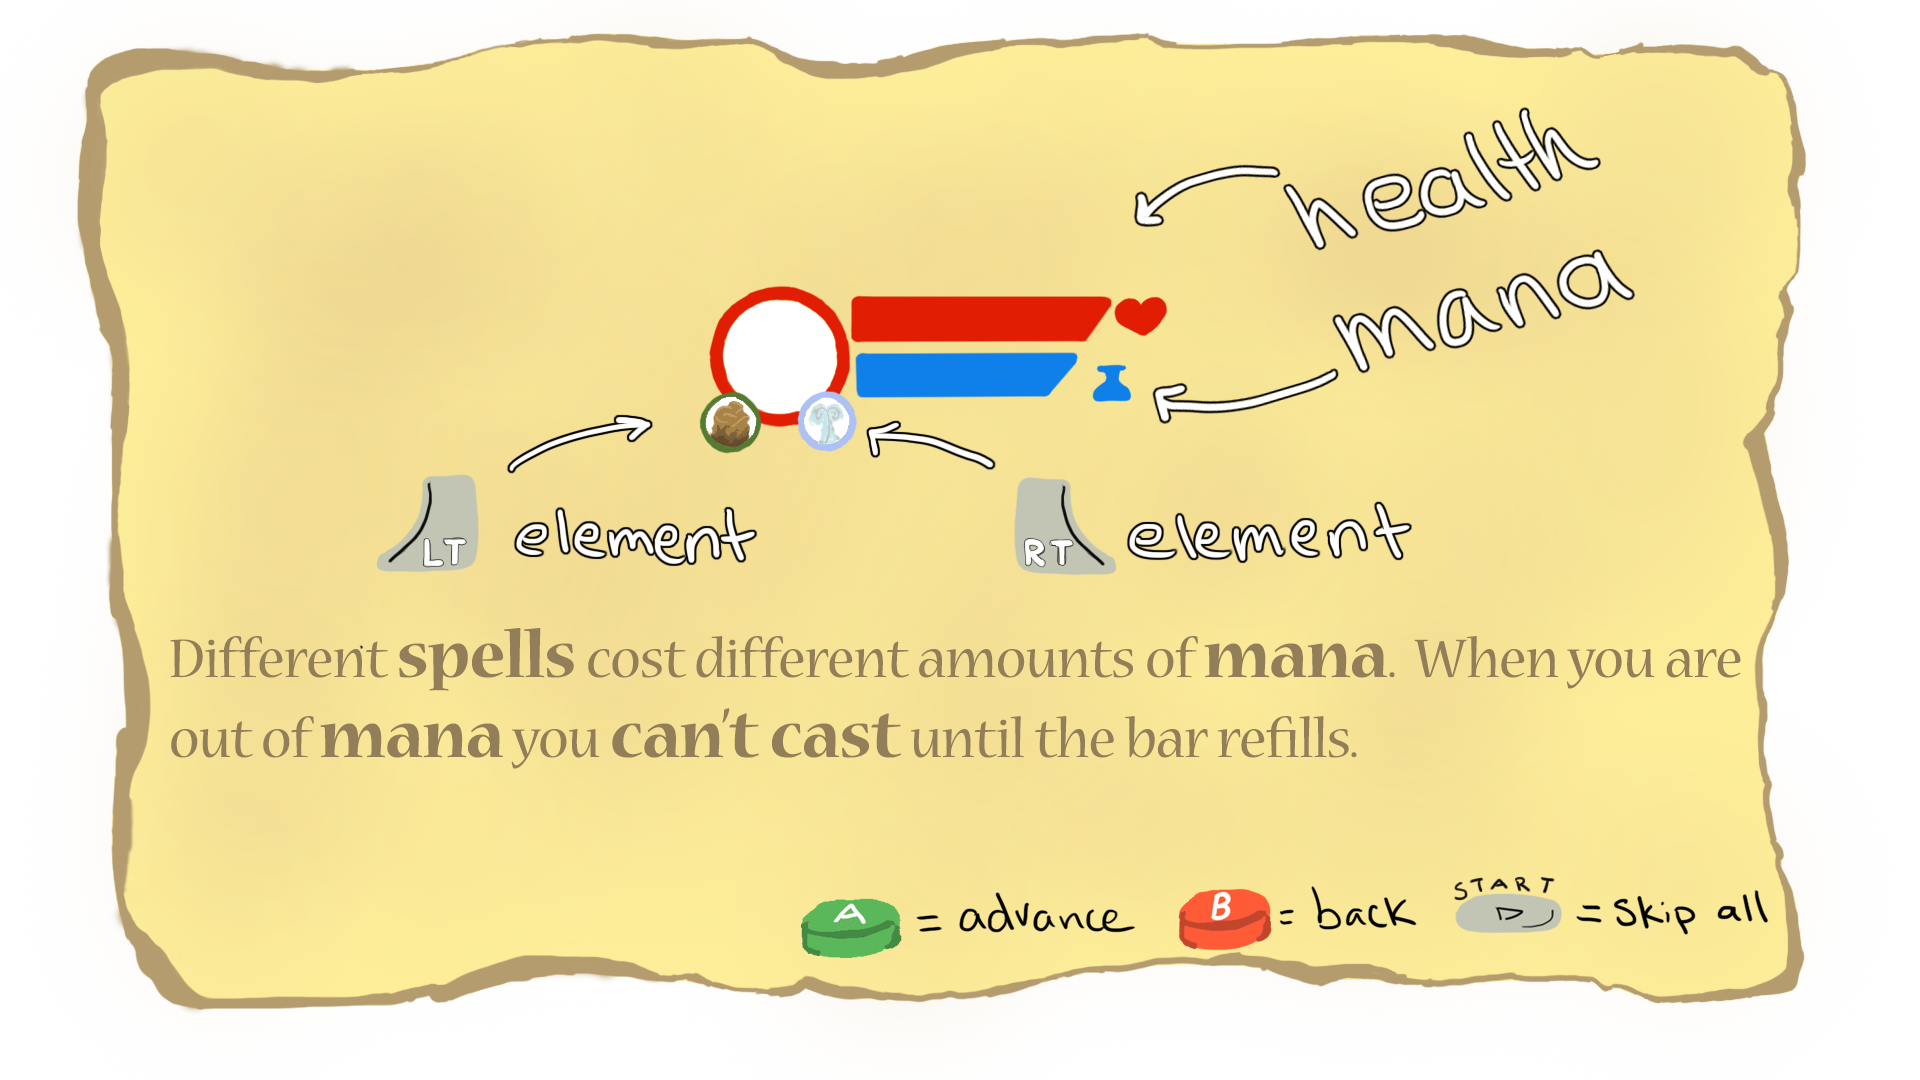 health
mana
LT element
RT element
Different spells cost different amounts of mana. When you are
out of mana you can't cast until the bar refills.
A = advance
B = back
START = skip all